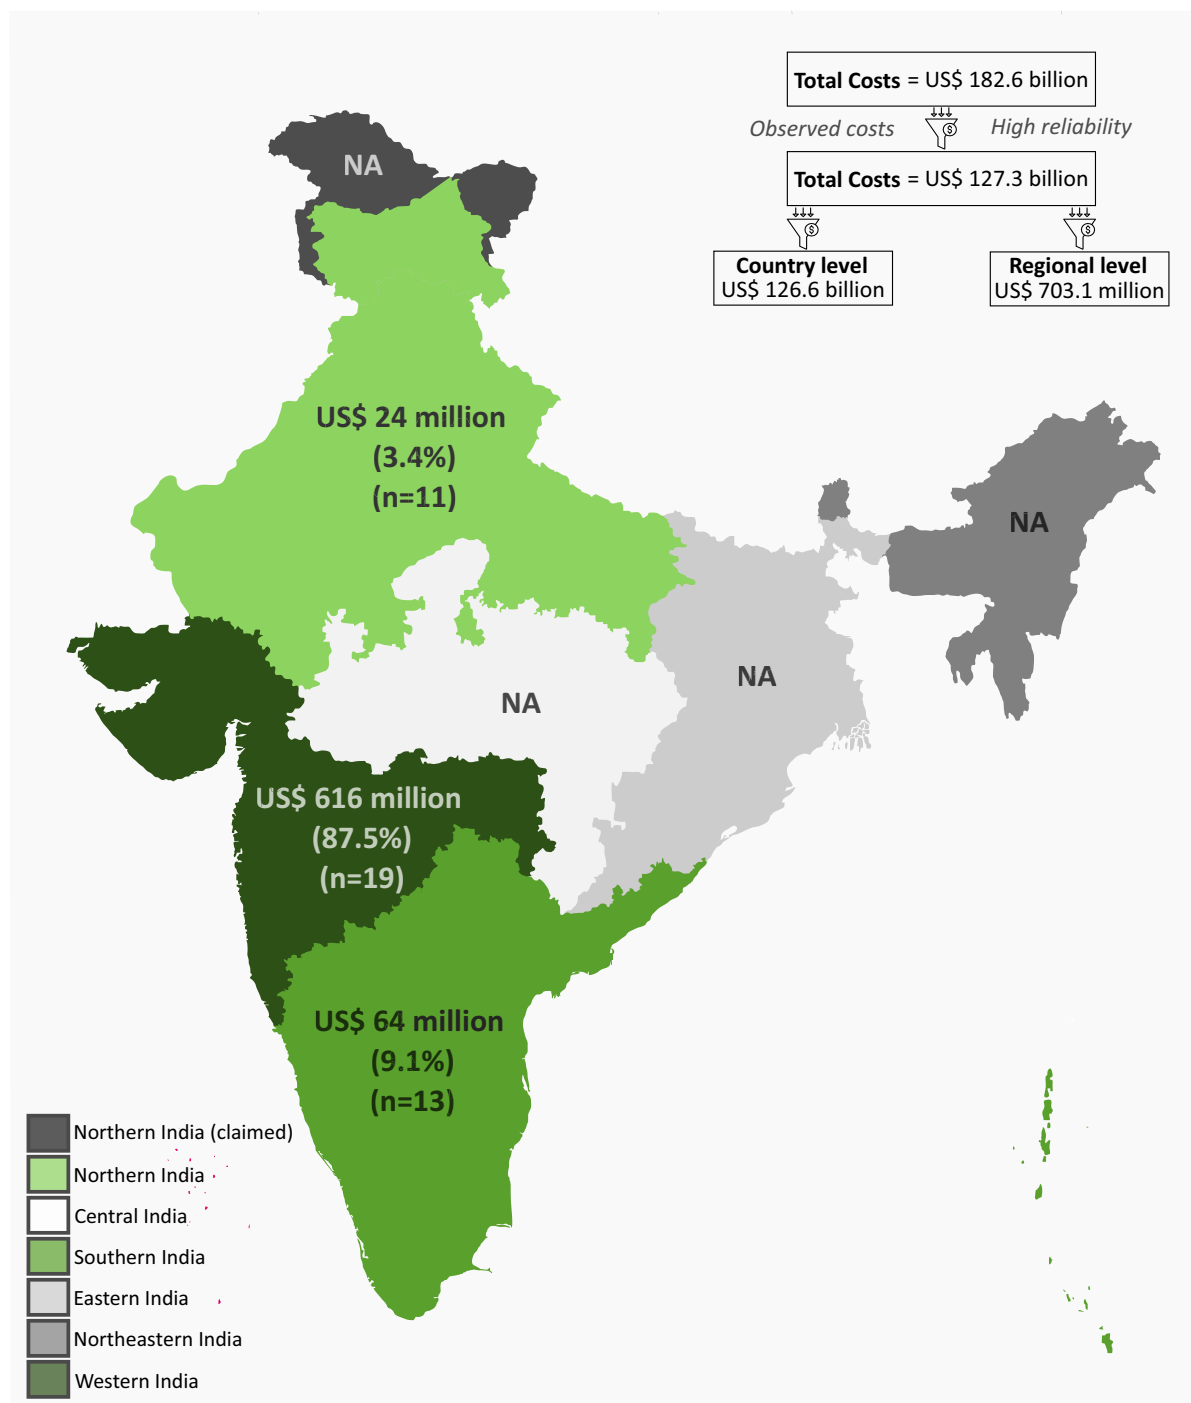 Total Costs = US$ 182.6 billion
Observed costs
$
High reliability
Total Costs = US$ 127.3 billion
$
$
Country level
US$ 126.6 billion
Regional level
US$ 703.1 million
NA
US$ 24 million
(3.4%)
(n=11)
NA
NA
NA
US$ 616 million
(87.5%)
(n=19)
US$ 64 million
(9.1%)
(n=13)
Northern India (claimed)
Northern India
Central India
Southern India
Eastern India
Northeastern India
Western India